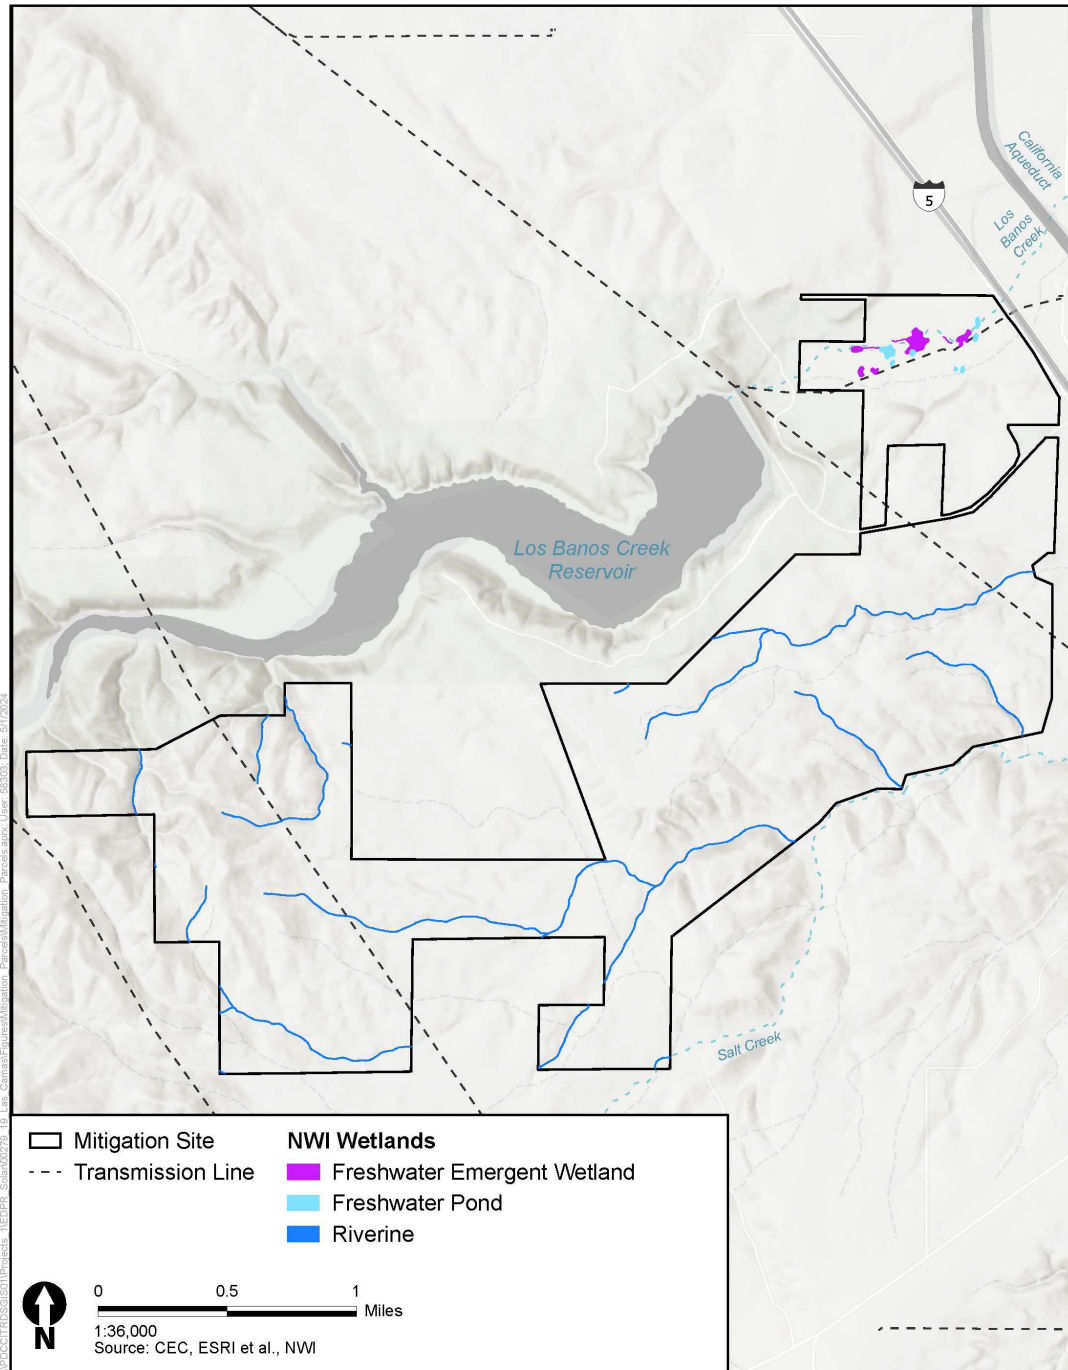 California
Aqueduct
5
Los
Banos
Creek
Los Banos Creek
Reservoir
Salt Creek
Mitigation Site
Transmission Line
NWI Wetlands
Freshwater Emergent Wetland
Freshwater Pond
Riverine
N
0 0.5 1
Miles
1:36,000
Source: CEC, ESRI et al., NWI